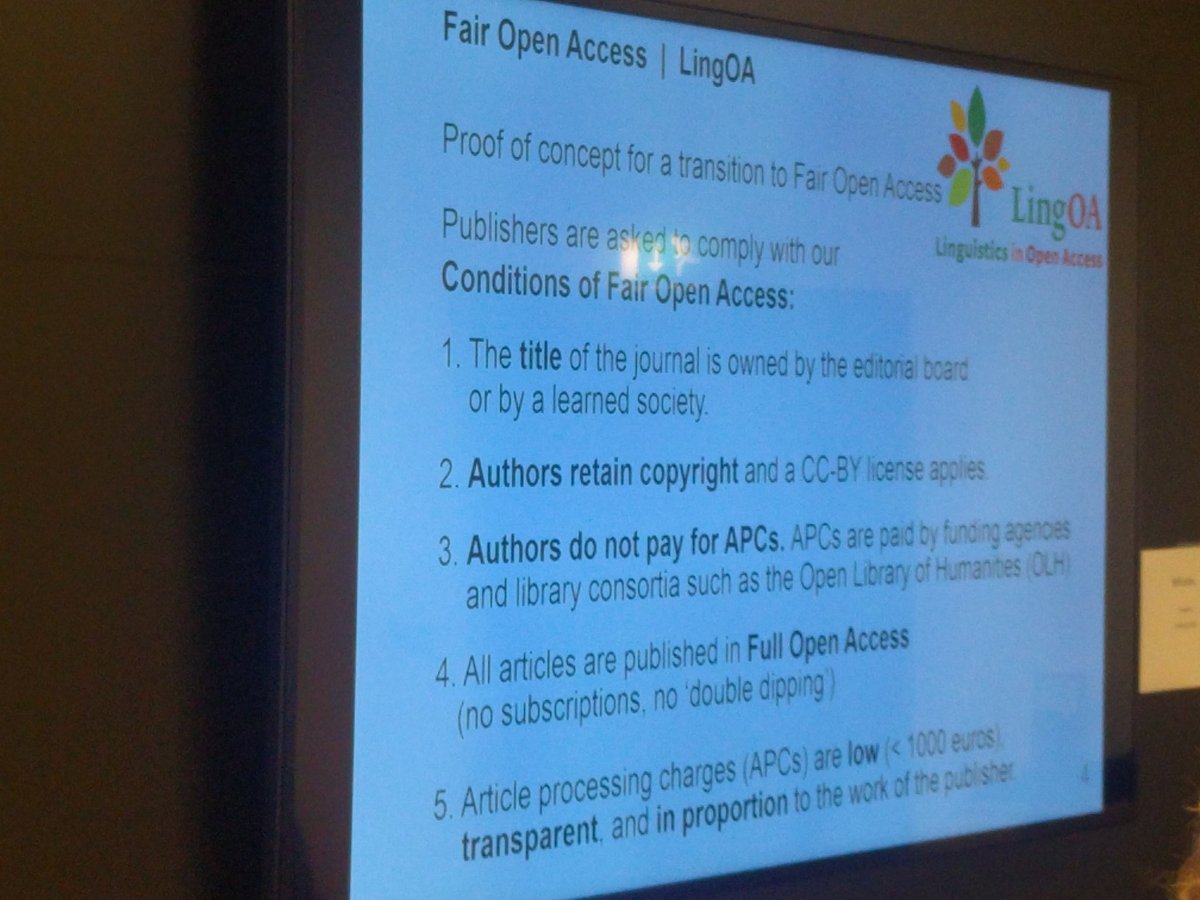 Fair Open Access | LingOA
Proof of concept for a transition to Fair Open Access
LingOA
Linguistics in Open Access
Publishers are asked to comply with our
Conditions of Fair Open Access:
1. The title of the journal is owned by the editorial board
or by a learned society.
2. Authors retain copyright and a CC-BY license applies.
3. Authors do not pay for APCs. APCs are paid by funding agencies
and library consortia such as the Open Library of Humanities (OLH)
4. All articles are published in Full Open Access
(no subscriptions, no 'double dipping')
5. Article processing charges (APCs) are low (< 1000 euros),
transparent, and in proportion to the work of the publisher.
4